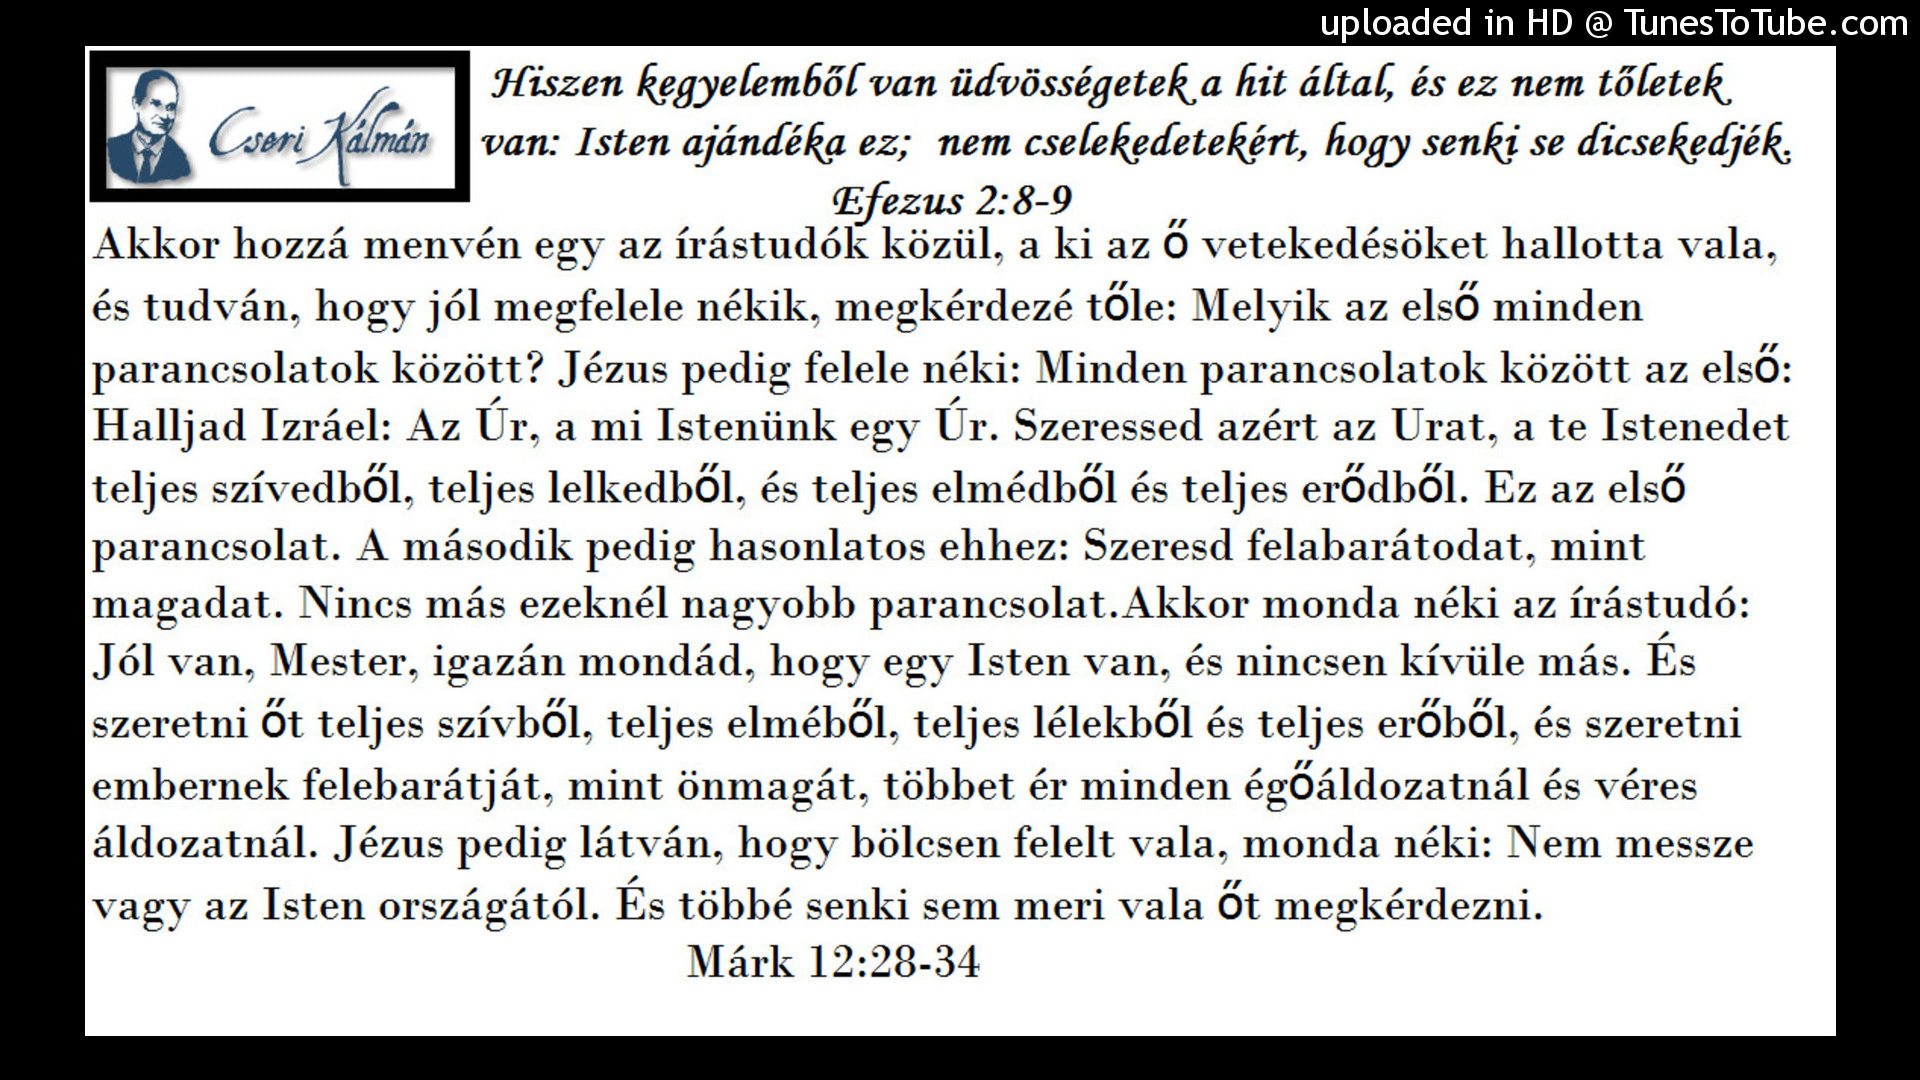 uploaded in HD @ TunesToTube.com
Cseri Kálmán
Hiszen kegyelemből van üdvösségetek a hit által, és ez nem tőletek
van: Isten ajándéka ez; nem cselekedetekért, hogy senki se dicsekedjék.
Efezus 2:8-9
Akkor hozzá menvén egy az írástudók közül, a ki az ő vetekedésöket hallotta vala,
és tudván, hogy jól megfelele nékik, megkérdezé tőle: Melyik az első minden
parancsolatok között? Jézus pedig felele néki: Minden parancsolatok között az első:
Halljad Izráel: Az Úr, a mi Istenünk egy Úr. Szeressed azért az Urat, a te Istenedet
teljes szívedből, teljes lelkedből, és teljes elmédből és teljes erődből. Ez az első
parancsolat. A második pedig hasonlatos ehhez: Szeresd felabarátodat, mint
magadat. Nincs más ezeknél nagyobb parancsolat.Akkor monda néki az írástudó:
Jól van, Mester, igazán mondád, hogy egy Isten van, és nincsen kívüle más. És
szeretni őt teljes szívből, teljes elméből, teljes lélekből és teljes erőből, és szeretni
embernek felebarátját, mint önmagát, többet ér minden égőáldozatnál és véres
áldozatnál. Jézus pedig látván, hogy bölcsen felelt vala, monda néki: Nem messze
vagy az Isten országától. És többé senki sem meri vala őt megkérdezni.
Márk 12:28-34